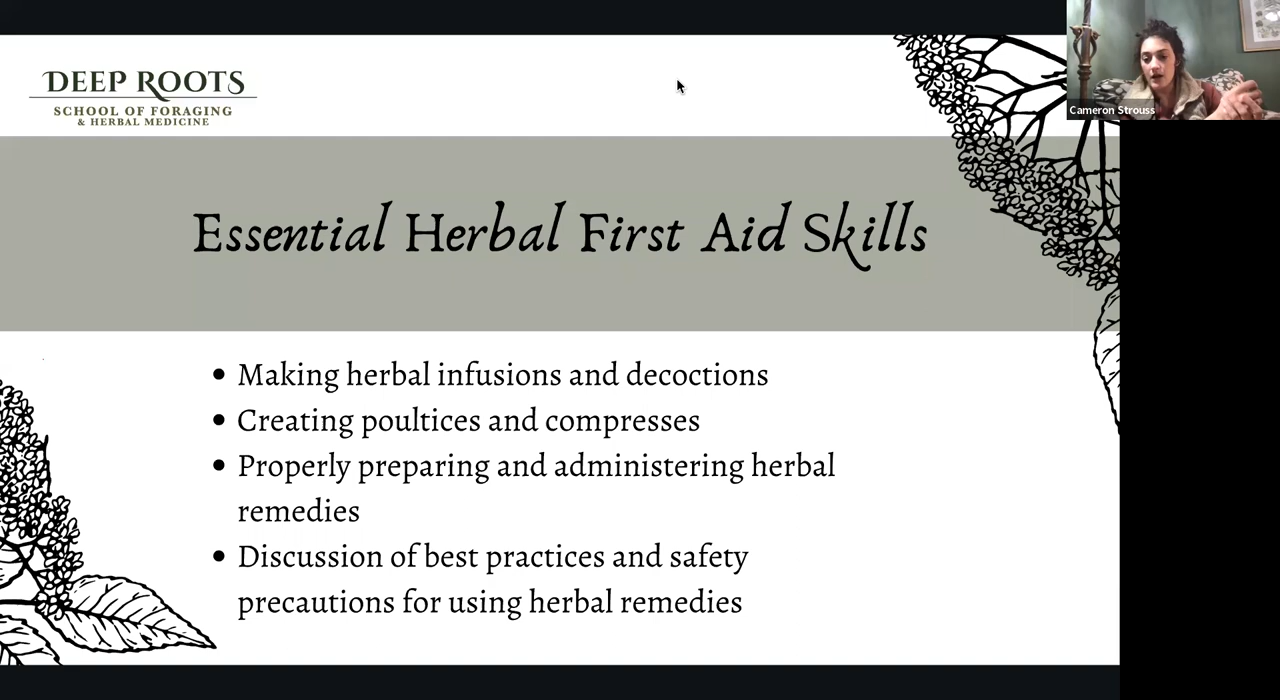 DEEP ROOTS
SCHOOL OF FORAGING
& HERBAL MEDICINE
Cameron Strouss
Essential Herbal First Aid Skills
• Making herbal infusions and decoctions
• Creating poultices and compresses
• Properly preparing and administering herbal
remedies
• Discussion of best practices and safety
precautions for using herbal remedies